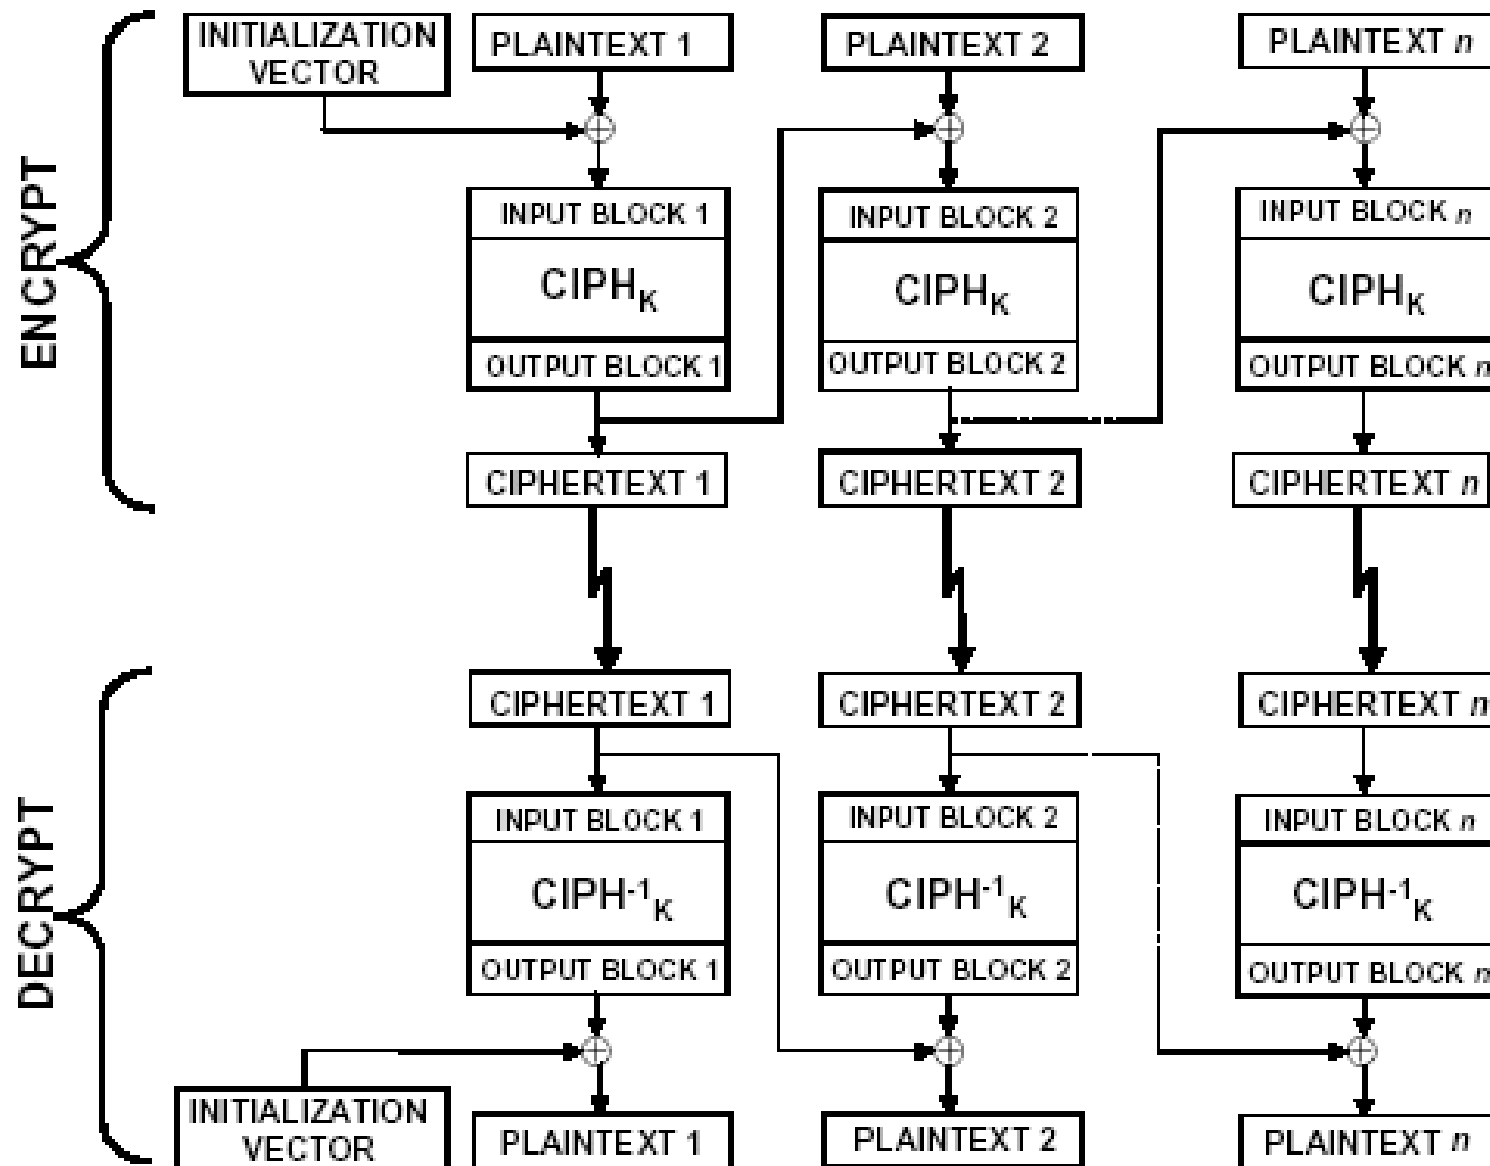 ENCRYPT
INITIALIZATION
VECTOR
PLAINTEXT 1
PLAINTEXT 2
PLAINTEXT n
INPUT BLOCK 1
INPUT BLOCK 2
INPUT BLOCK n
CIPHK
CIPHK
CIPHK
OUTPUT BLOCK 1
OUTPUT BLOCK 2
OUTPUT BLOCK n
CIPHERTEXT 1
CIPHERTEXT 2
CIPHERTEXT n
DECRYPT
CIPHERTEXT 1
CIPHERTEXT 2
CIPHERTEXT n
INPUT BLOCK 1
INPUT BLOCK 2
INPUT BLOCK n
CIPH-1K
CIPH-1K
CIPH-1K
OUTPUT BLOCK 1
OUTPUT BLOCK 2
OUTPUT BLOCK n
INITIALIZATION
VECTOR
PLAINTEXT 1
PLAINTEXT 2
PLAINTEXT n